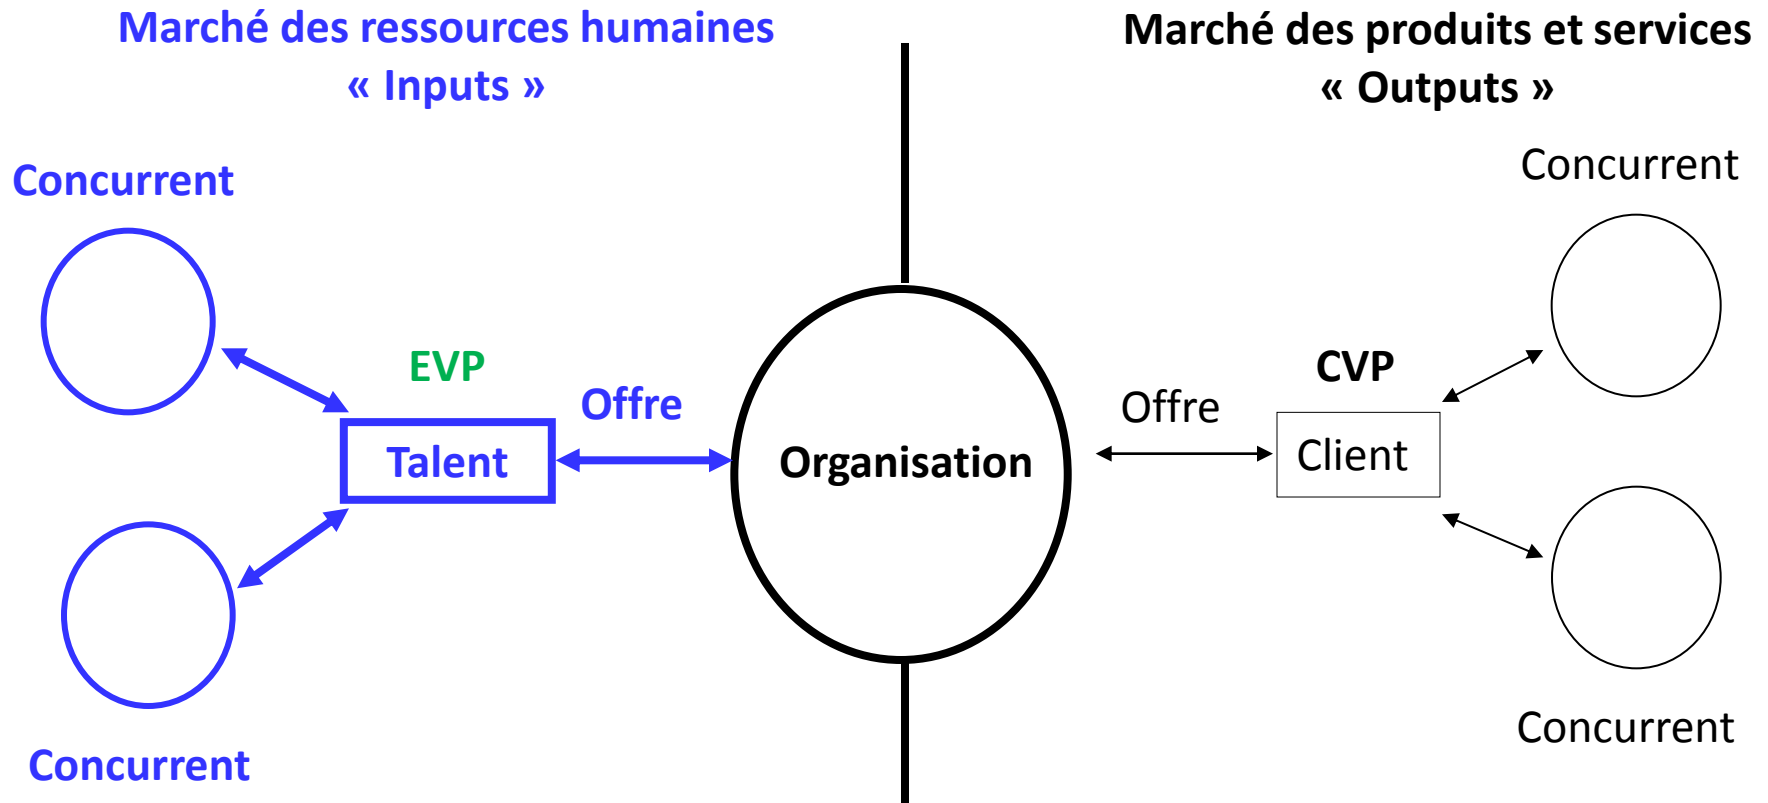 Marché des ressources humaines
« Inputs »
Marché des produits et services
« Outputs »
Concurrent
Concurrent
EVP
Offre
Talent
Organisation
CVP
Offre
Client
Concurrent
Concurrent